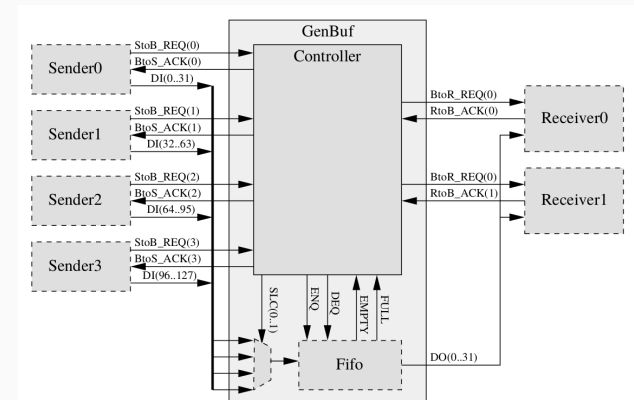 GenBuf
Controller
Sender0
StoB_REQ(0)
BtoS_ACK(0)
DI(0..31)
Sender1
StoB_REQ(1)
BtoS_ACK(1)
DI(32..63)
Sender2
StoB_REQ(2)
BtoS_ACK(2)
DI(64..95)
Sender3
StoB_REQ(3)
BtoS_ACK(3)
DI(96..127)
BtoR_REQ(0)
RtoB_ACK(0)
Receiver0
BtoR_REQ(0)
RtoB_ACK(1)
Receiver1
SLC(0..1)
ENQ
DEQ
EMPTY
FULL
Fifo
DO(0..31)